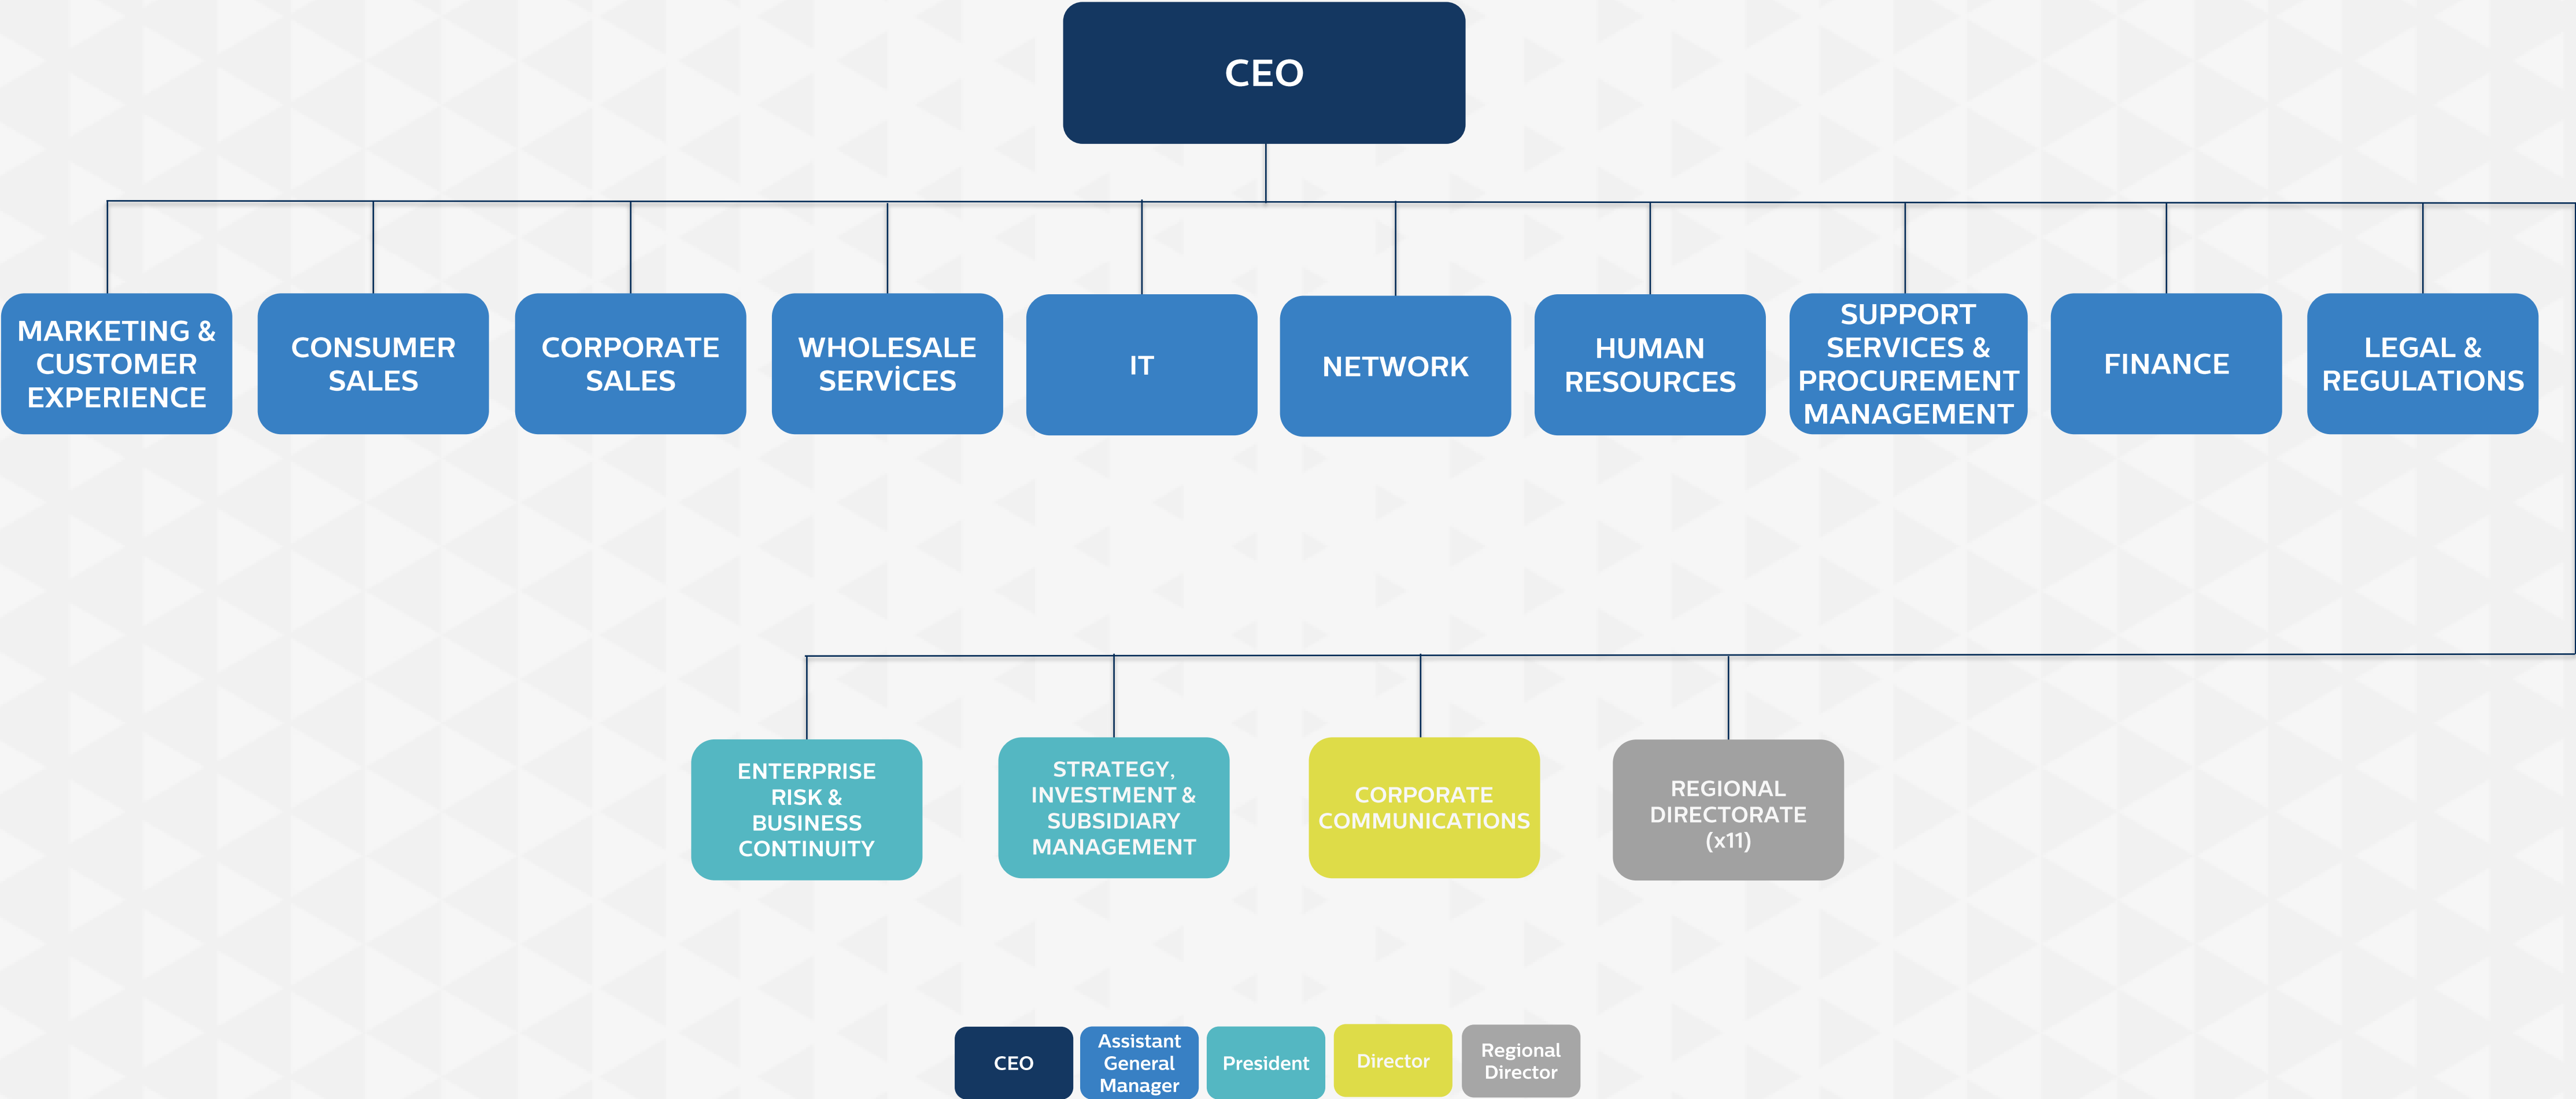 CEO
MARKETING &
CUSTOMER
EXPERIENCE
CONSUMER
SALES
CORPORATE
SALES
WHOLESALE
SERVİCES
IT
NETWORK
HUMAN
RESOURCES
SUPPORT
SERVICES &
PROCUREMENT
MANAGEMENT
FINANCE
LEGAL &
REGULATIONS
ENTERPRISE
RISK &
BUSINESS
CONTINUITY
STRATEGY,
INVESTMENT &
SUBSIDIARY
MANAGEMENT
CORPORATE
COMMUNICATIONS
REGIONAL
DIRECTORATE
(x11)
CEO
Assistant
General
Manager
President
Director
Regional
Director